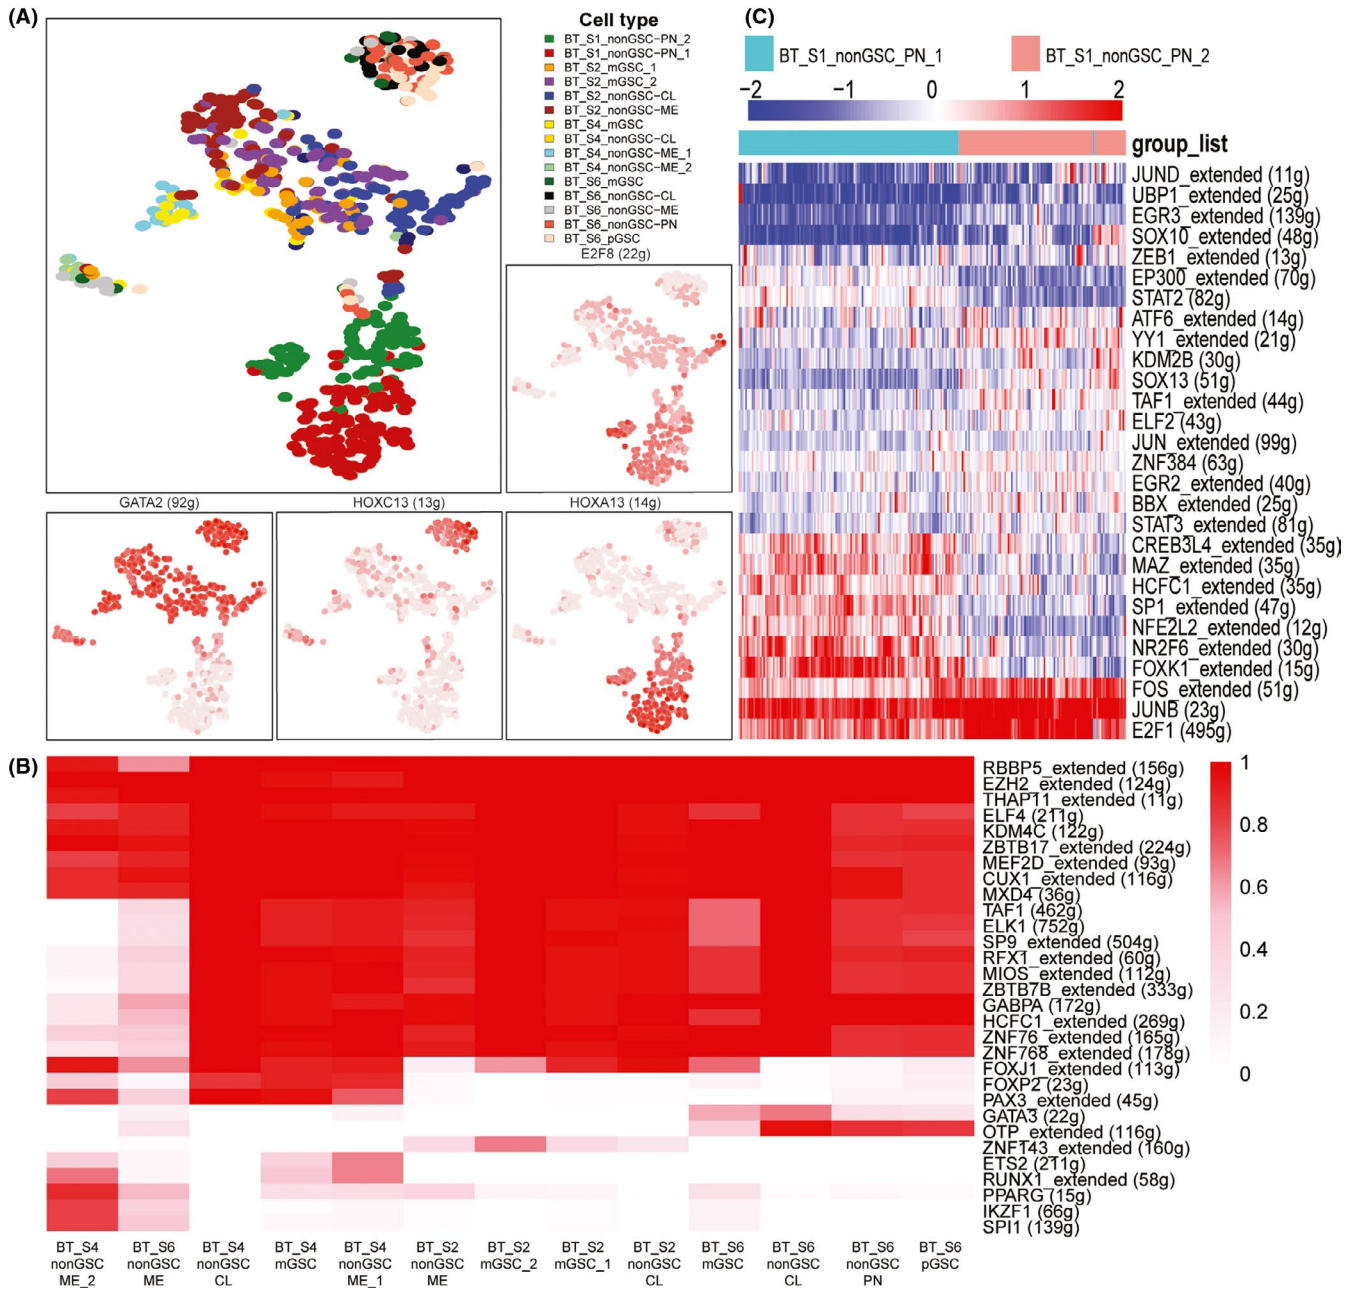 (A)
Cell type
BT_S1_nonGSC-PN_2
BT_S1_nonGSC-PN_1
BT_S2_mGSC_1
BT_S2_mGSC_2
BT_S2_nonGSC-CL
BT_S2_nonGSC-ME
BT_S4_mGSC
BT_S4_nonGSC-CL
BT_S4_nonGSC-ME_1
BT_S4_nonGSC-ME_2
BT_S6_mGSC
BT_S6_nonGSC-CL
BT_S6_nonGSC-ME
BT_S6_nonGSC-PN
BT_S6_pGSC
E2F8 (22g)
GATA2 (92g)
HOXC13 (13g)
HOXA13 (14g)
(C)
BT_S1_nonGSC_PN_1
BT_S1_nonGSC_PN_2
−2 −1 0 1 2
group_list
JUND_extended (11g)
UBP1_extended (25g)
EGR3_extended (139g)
SOX10_extended (48g)
ZEB1_extended (13g)
EP300_extended (70g)
STAT2 (82g)
ATF6_extended (14g)
YY1_extended (21g)
KDM2B (30g)
SOX13 (51g)
TAF1_extended (44g)
ELF2 (43g)
JUN_extended (99g)
ZNF384 (63g)
EGR2_extended (40g)
BBX_extended (25g)
STAT3_extended (81g)
CREB3L4_extended (35g)
MAZ_extended (35g)
HCFC1_extended (35g)
SP1_extended (47g)
NFE2L2_extended (12g)
NR2F6_extended (30g)
FOXK1_extended (15g)
FOS_extended (51g)
JUNB (23g)
E2F1 (495g)
(B)
RBBP5_extended (156g)
EZH2_extended (124g)
THAP11_extended (11g)
ELF4 (211g)
KDM4C (122g)
ZBTB17_extended (224g)
MEF2D_extended (93g)
CUX1_extended (116g)
MXD4 (36g)
TAF1 (462g)
ELK1 (752g)
SP9_extended (504g)
RFX1_extended (60g)
MIOS_extended (112g)
ZBTB7B_extended (333g)
GABPA (172g)
HCFC1_extended (269g)
ZNF76_extended (165g)
ZNF768_extended (178g)
FOXJ1_extended (113g)
FOXP2 (23g)
PAX3_extended (45g)
GATA3 (22g)
OTP_extended (116g)
ZNF143_extended (160g)
ETS2 (211g)
RUNX1_extended (58g)
PPARG (15g)
IKZF1 (66g)
SPI1 (139g)
1
0.8
0.6
0.4
0.2
0
BT_S4 BT_S6 BT_S4 BT_S4 BT_S4 BT_S2 BT_S2 BT_S2 BT_S2 BT_S6 BT_S6 BT_S6 BT_S6
nonGSC nonGSC nonGSC mGSC nonGSC nonGSC mGSC_2 mGSC_1 nonGSC mGSC nonGSC nonGSC pGSC
ME_2 ME CL ME_1 ME CL CL PN